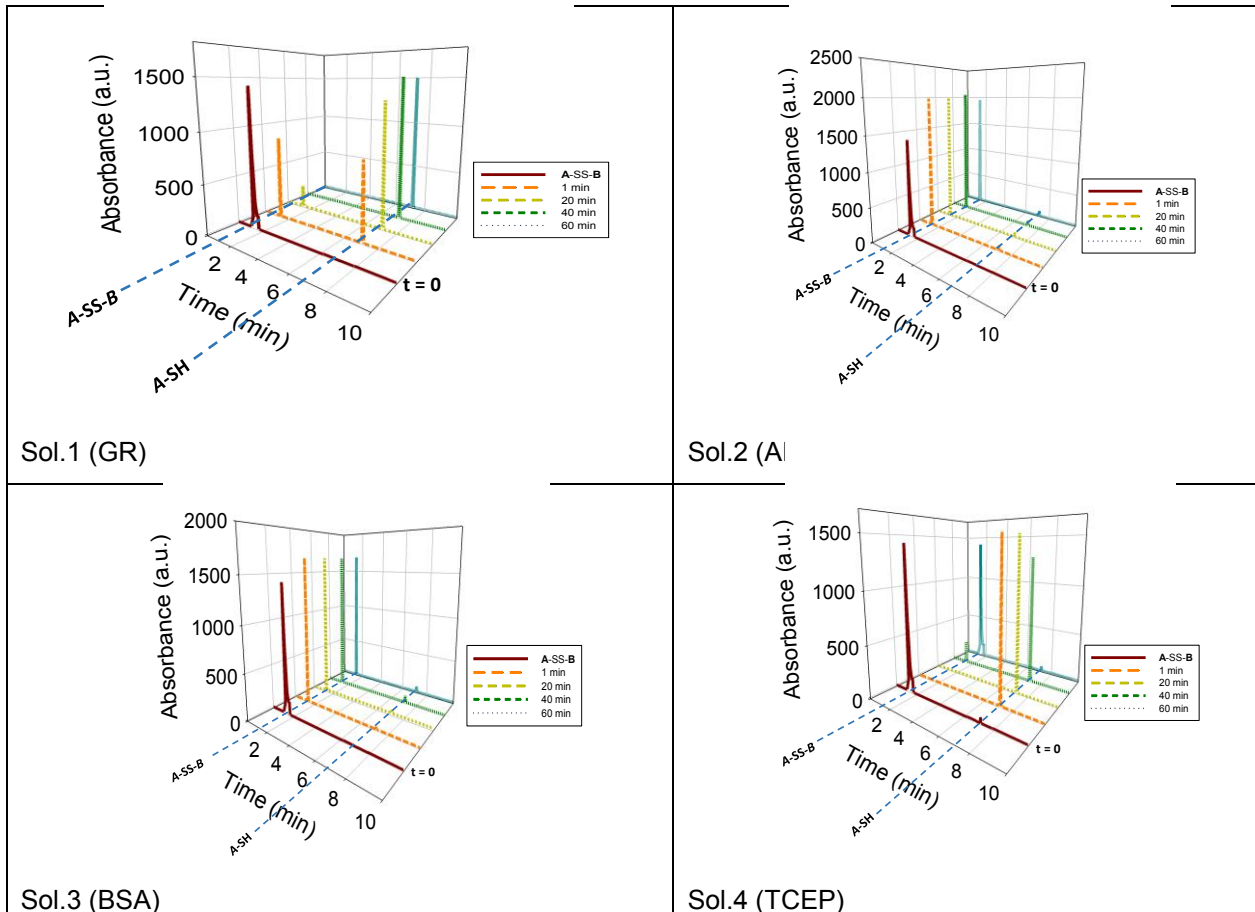 Absorbance (a.u.)
1500
1000
500
0
2
4
6
8
10
Time (min)
A-SS-B
A-SH
t = 0
A-SS-B
1 min
20 min
40 min
60 min
Sol.1 (GR)
Absorbance (a.u.)
2500
2000
1500
1000
500
0
2
4
6
8
10
Time (min)
A-SS-B
A-SH
t = 0
A-SS-B
1 min
20 min
40 min
60 min
Sol.2 (
Absorbance (a.u.)
2000
1500
1000
500
0
2
4
6
8
10
Time (min)
A-SS-B
A-SH
t = 0
A-SS-B
1 min
20 min
40 min
60 min
Sol.3 (BSA)
Absorbance (a.u.)
1500
1000
500
0
2
4
6
8
10
Time (min)
A-SS-B
A-SH
t = 0
A-SS-B
1 min
20 min
40 min
60 min
Sol.4 (TCEP)